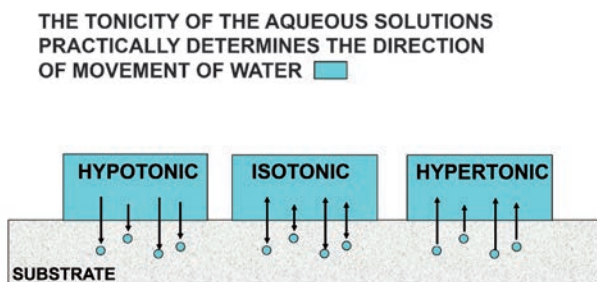 THE TONICITY OF THE AQUEOUS SOLUTIONS
PRACTICALLY DETERMINES THE DIRECTION
OF MOVEMENT OF WATER
HYPOTONIC
ISOTONIC
HYPERTONIC
SUBSTRATE